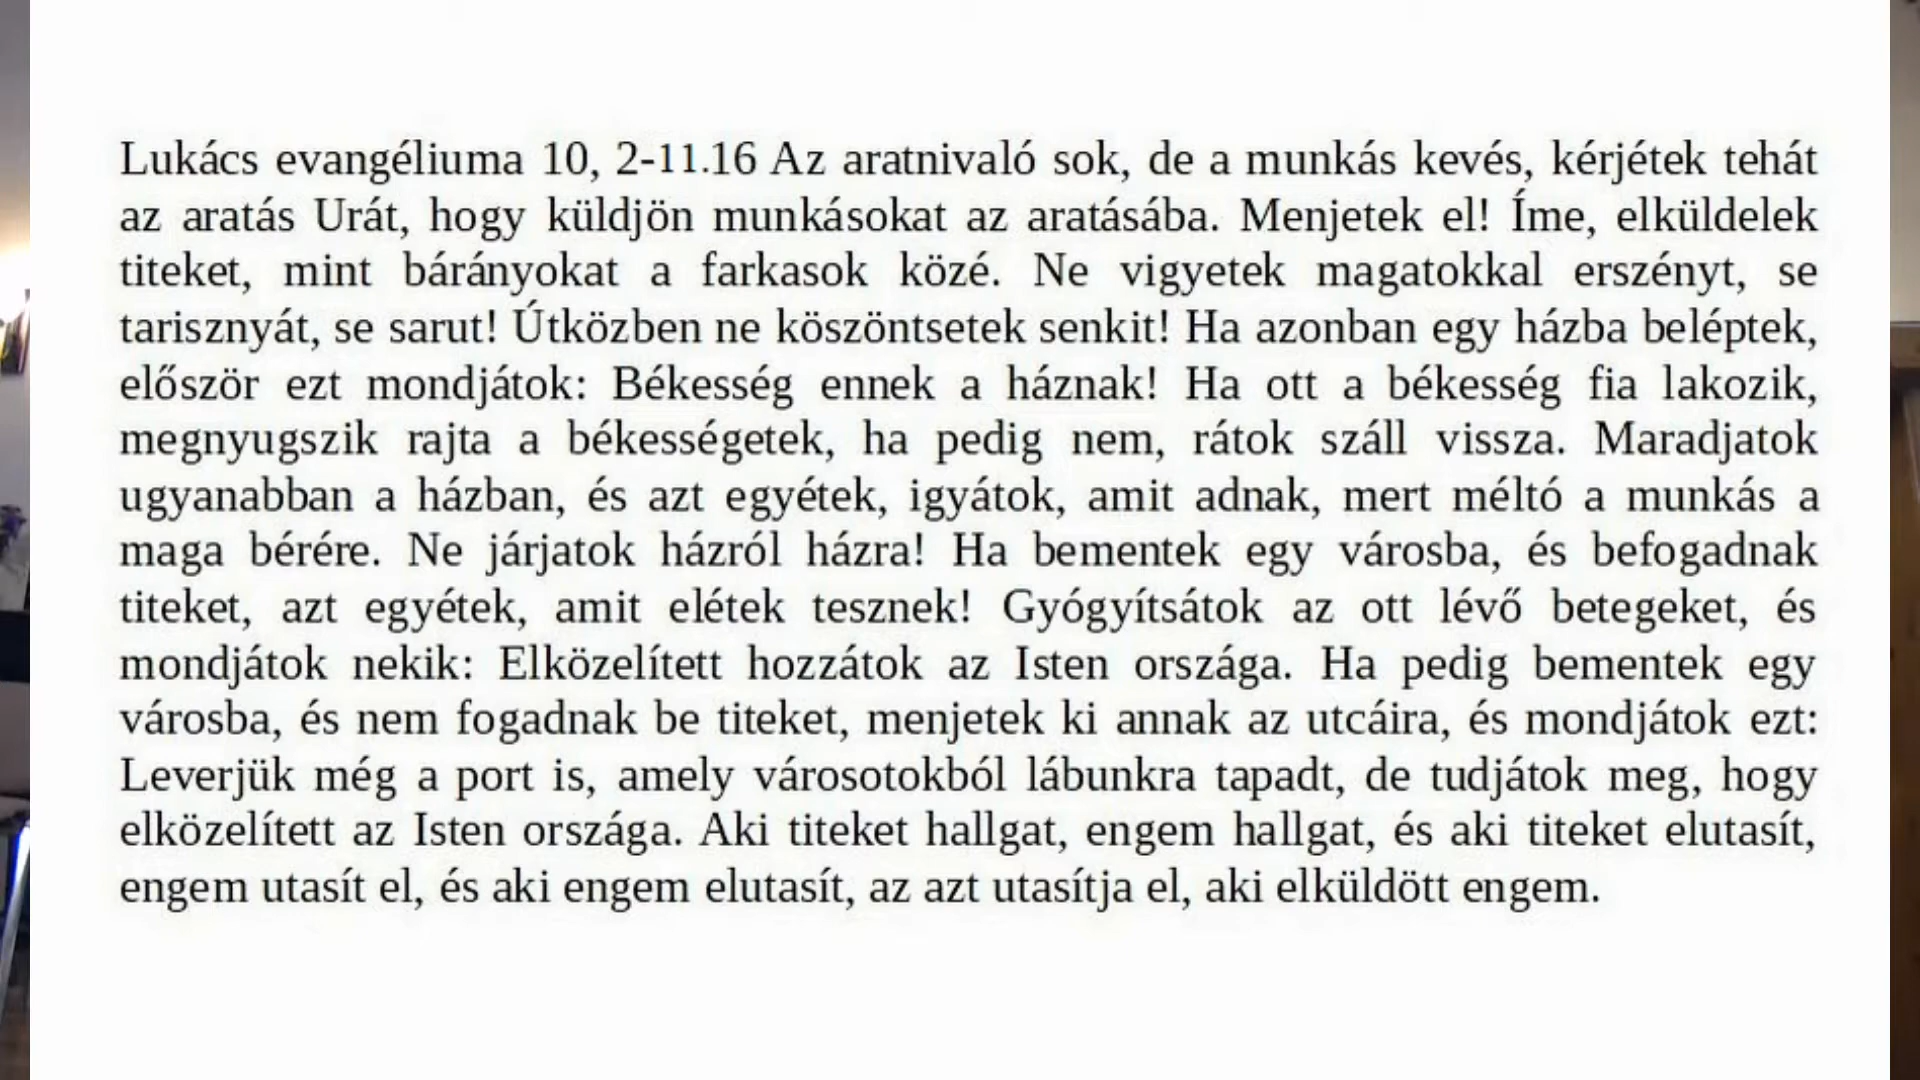 Lukács evangéliuma 10, 2-11.16 Az aratnivaló sok, de a munkás kevés, kérjétek tehát
az aratás Urát, hogy küldjön munkásokat az aratásába. Menjetek el! Íme, elküldelek
titeket, mint bárányokat a farkasok közé. Ne vigyetek magatokkal erszényt, se
tarisznyát, se sarut! Útközben ne köszöntsetek senkit! Ha azonban egy házba beléptek,
először ezt mondjátok: Békesség ennek a háznak! Ha ott a békesség fia lakozik,
megnyugszik rajta a békességetek, ha pedig nem, rátok száll vissza. Maradjatok
ugyanabban a házban, és azt egyétek, igyátok, amit adnak, mert méltó a munkás a
maga bérére. Ne járjatok házról házra! Ha bementek egy városba, és befogadnak
titeket, azt egyétek, amit elétek tesznek! Gyógyítsátok az ott lévő betegeket, és
mondjátok nekik: Elközelített hozzátok az Isten országa. Ha pedig bementek egy
városba, és nem fogadnak be titeket, menjetek ki annak az utcáira, és mondjátok ezt:
Leverjük még a port is, amely városotokból lábunkra tapadt, de tudjátok meg, hogy
elközelített az Isten országa. Aki titeket hallgat, engem hallgat, és aki titeket elutasít,
engem utasít el, és aki engem elutasít, az azt utasítja el, aki elküldött engem.